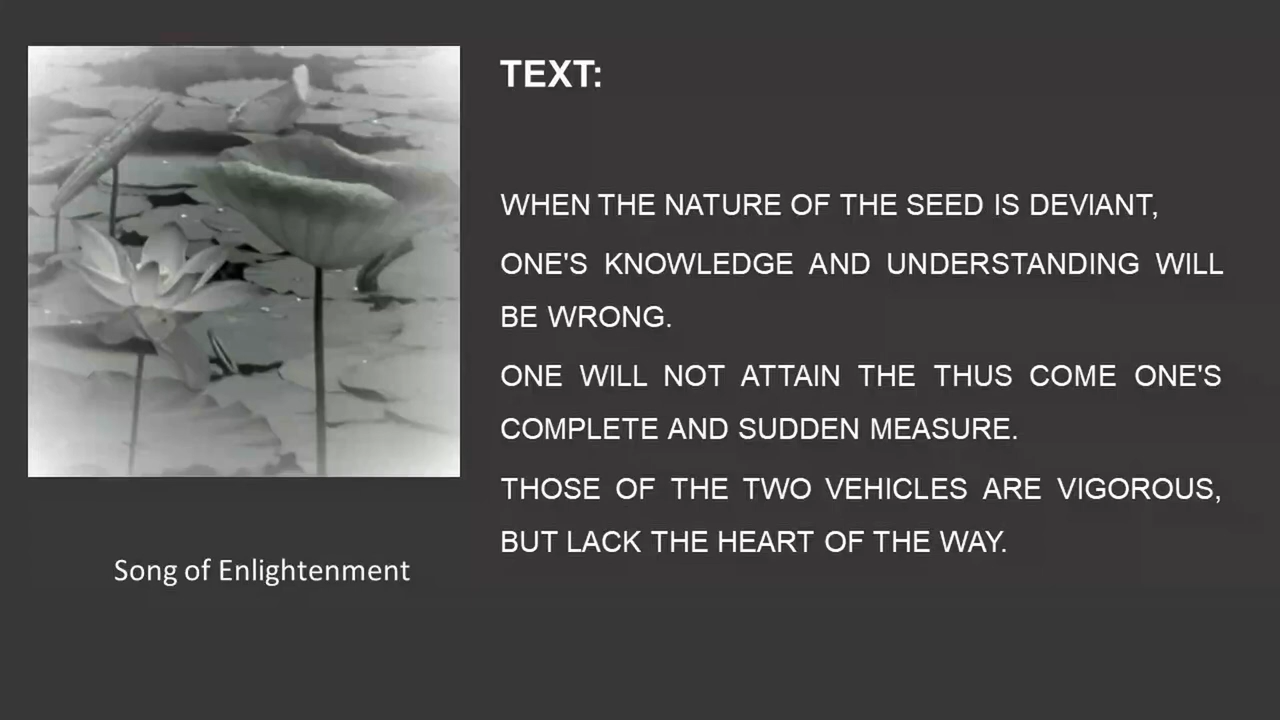 TEXT:
WHEN THE NATURE OF THE SEED IS DEVIANT,
ONE'S KNOWLEDGE AND UNDERSTANDING WILL
BE WRONG.
ONE WILL NOT ATTAIN THE THUS COME ONE'S
COMPLETE AND SUDDEN MEASURE.
THOSE OF THE TWO VEHICLES ARE VIGOROUS,
BUT LACK THE HEART OF THE WAY.
Song of Enlightenment